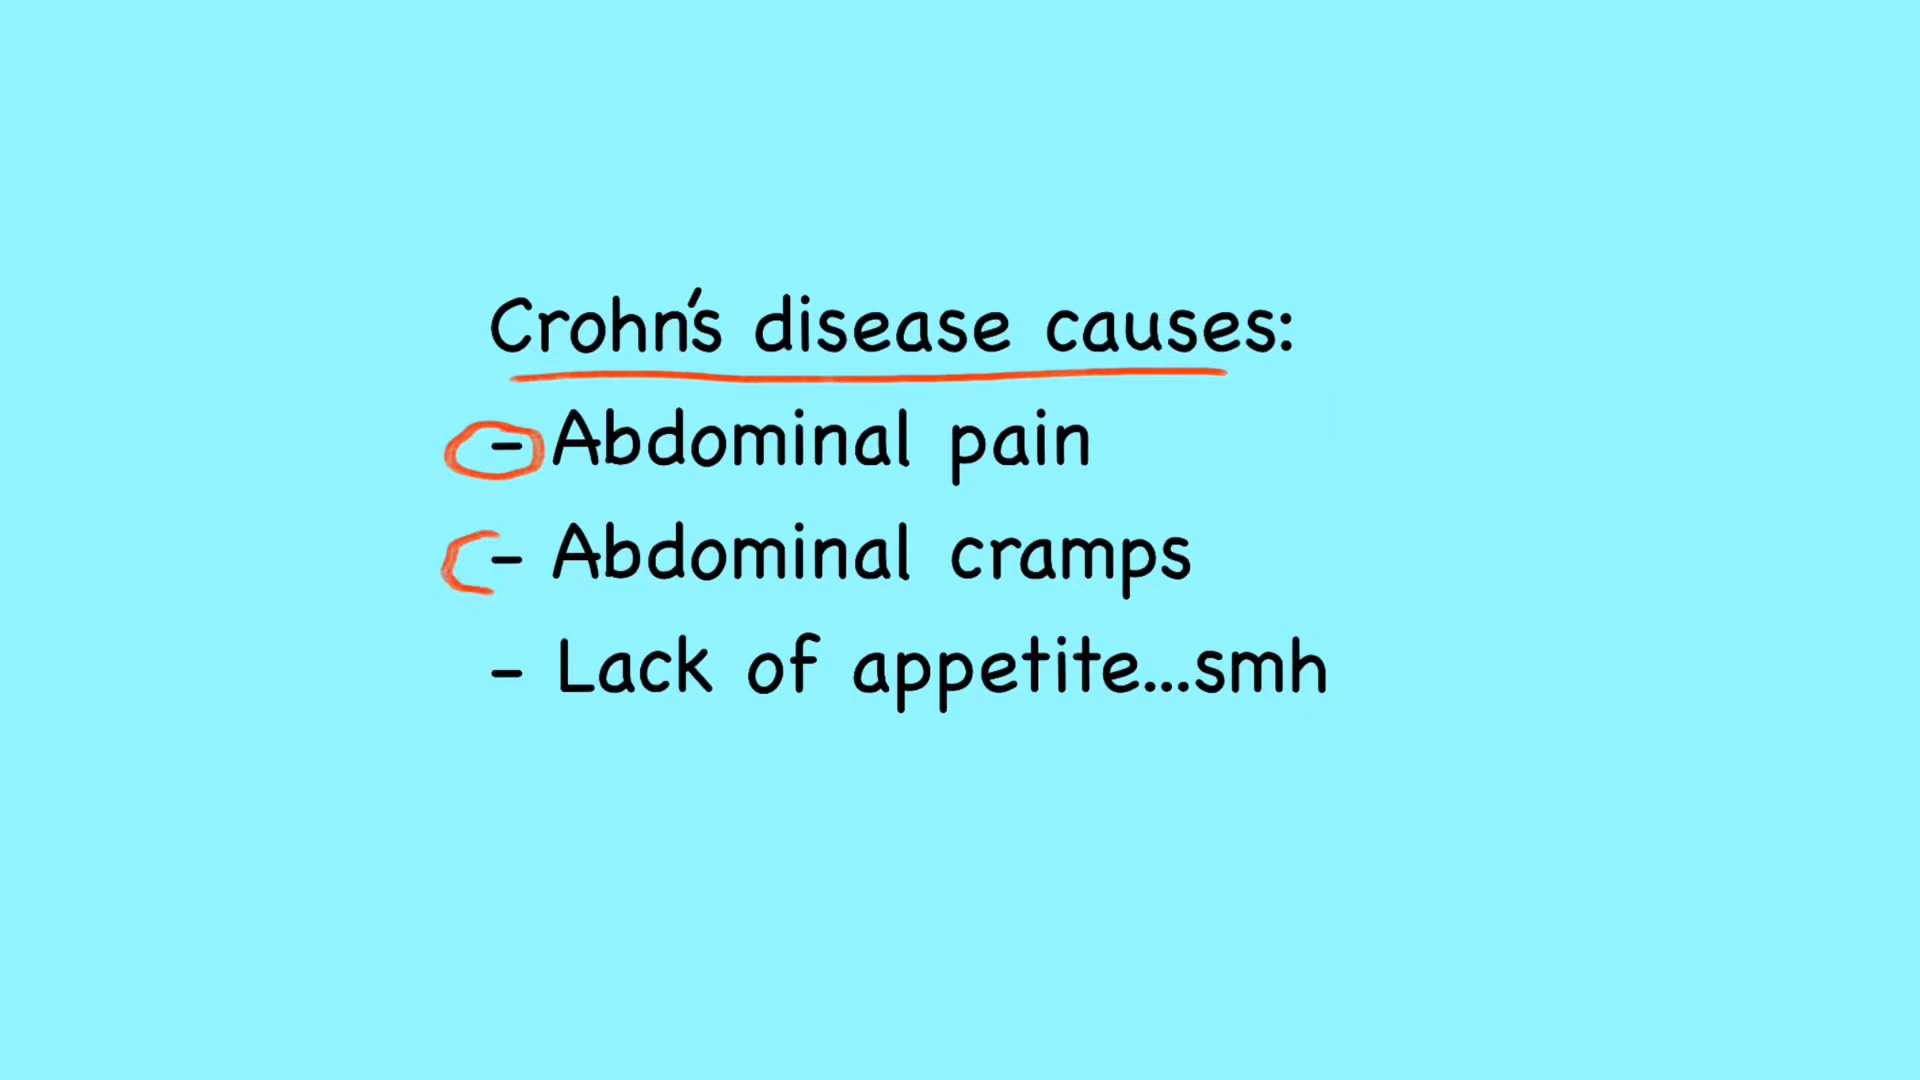 Crohn's disease causes:
- Abdominal pain
- Abdominal cramps
- Lack of appetite...smh